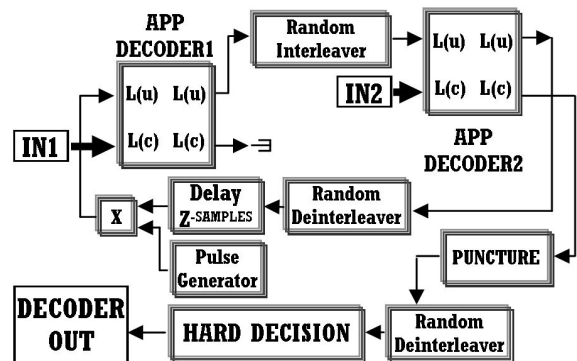 APP
DECODER1
Random
Interleaver
L(u) L(u)
L(c) L(c)
L(u) L(u)
L(c) L(c)
IN1
IN2
APP
DECODER2
Delay
Z-SAMPLES
Random
Deinterleaver
X
Pulse
Generator
PUNCTURE
DECODER
OUT
HARD DECISION
Random
Deinterleaver